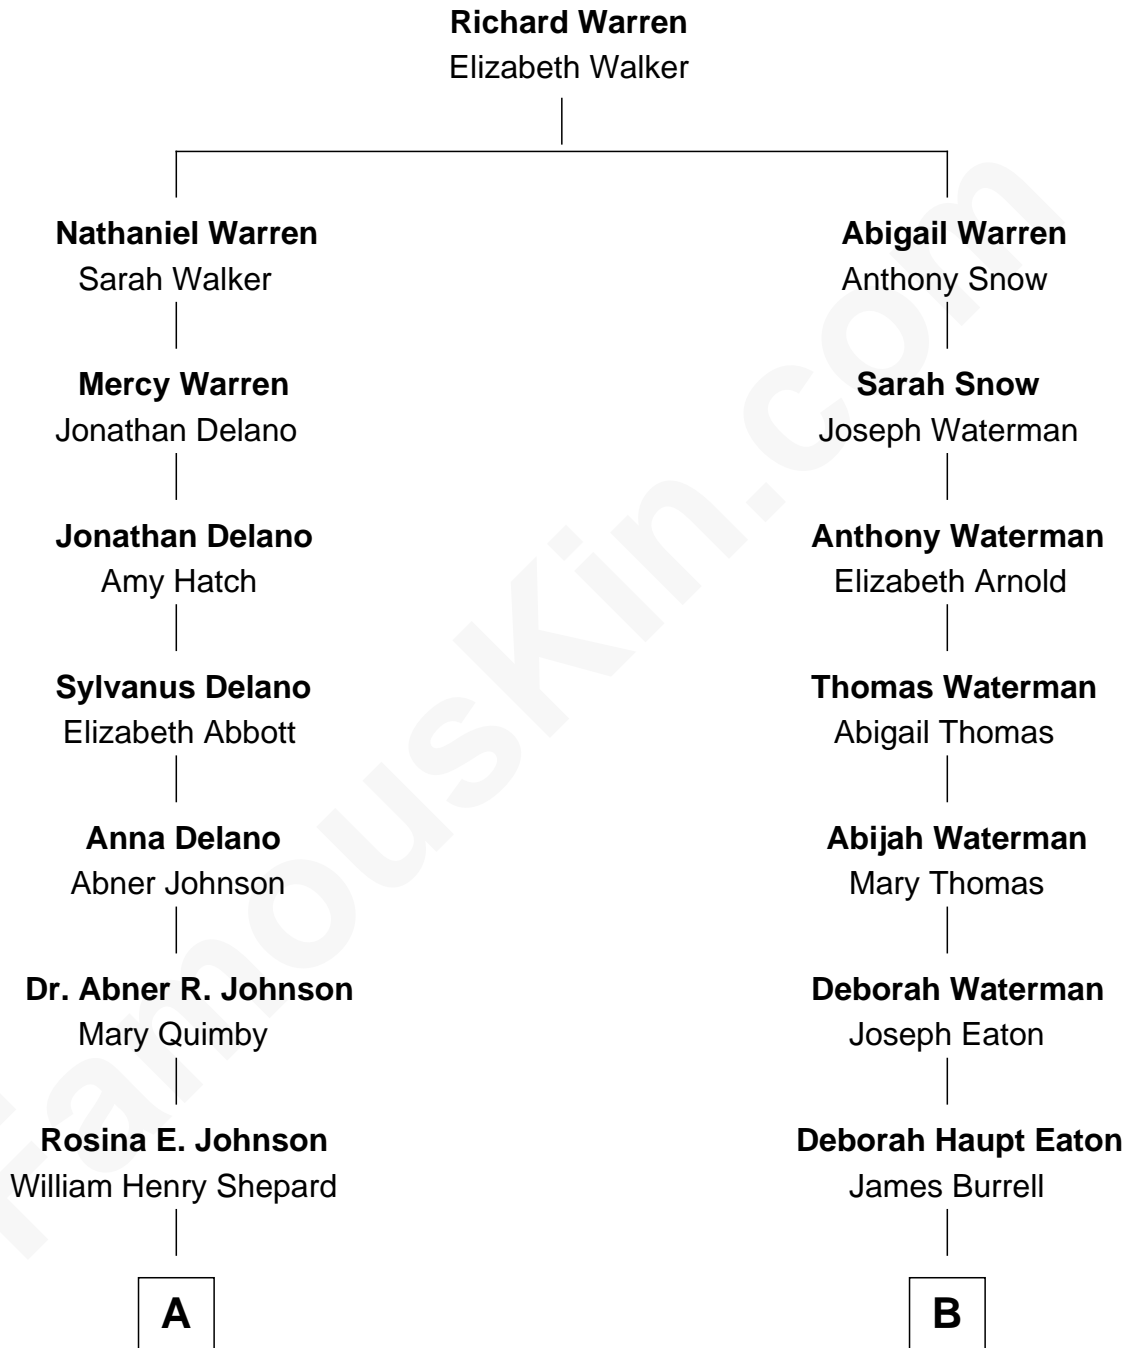 Richard Warren
Elizabeth Walker
Nathaniel Warren
Sarah Walker
Abigail Warren
Anthony Snow
Mercy Warren
Jonathan Delano
Sarah Snow
Joseph Waterman
Jonathan Delano
Amy Hatch
Anthony Waterman
Elizabeth Arnold
Sylvanus Delano
Elizabeth Abbott
Thomas Waterman
Abigail Thomas
Anna Delano
Abner Johnson
Abijah Waterman
Mary Thomas
Dr. Abner R. Johnson
Mary Quimby
Deborah Waterman
Joseph Eaton
Rosina E. Johnson
William Henry Shepard
Deborah Haupt Eaton
James Burrell
A
B
FamousKin.com